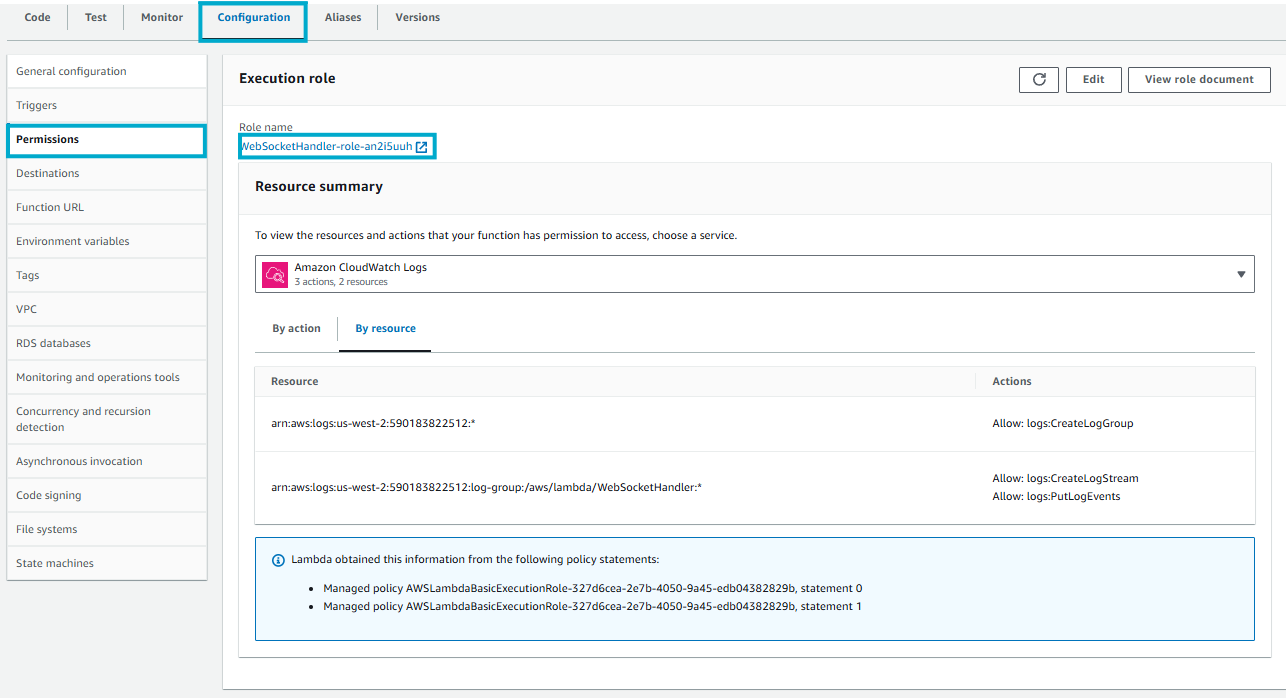 Code
Test
Monitor
Configuration
Aliases
Versions
General configuration
Triggers
Permissions
Destinations
Function URL
Environment variables
Tags
VPC
RDS databases
Monitoring and operations tools
Concurrency and recursion
detection
Asynchronous invocation
Code signing
File systems
State machines
Execution role
Edit
View role document
Role name
WebSocketHandler-role-an2i5uuh
Resource summary
To view the resources and actions that your function has permission to access, choose a service.
Amazon CloudWatch Logs
3 actions, 2 resources
By action
By resource
Resource
Actions
arn:aws:logs:us-west-2:590183822512:*
Allow: logs:CreateLogGroup
arn:aws:logs:us-west-2:590183822512:log-group:/aws/lambda/WebSocketHandler:*
Allow: logs:CreateLogStream
Allow: logs:PutLogEvents
Lambda obtained this information from the following policy statements:
• Managed policy AWSLambdaBasicExecutionRole-327d6cea-2e7b-4050-9a45-edb04382829b, statement 0
• Managed policy AWSLambdaBasicExecutionRole-327d6cea-2e7b-4050-9a45-edb04382829b, statement 1